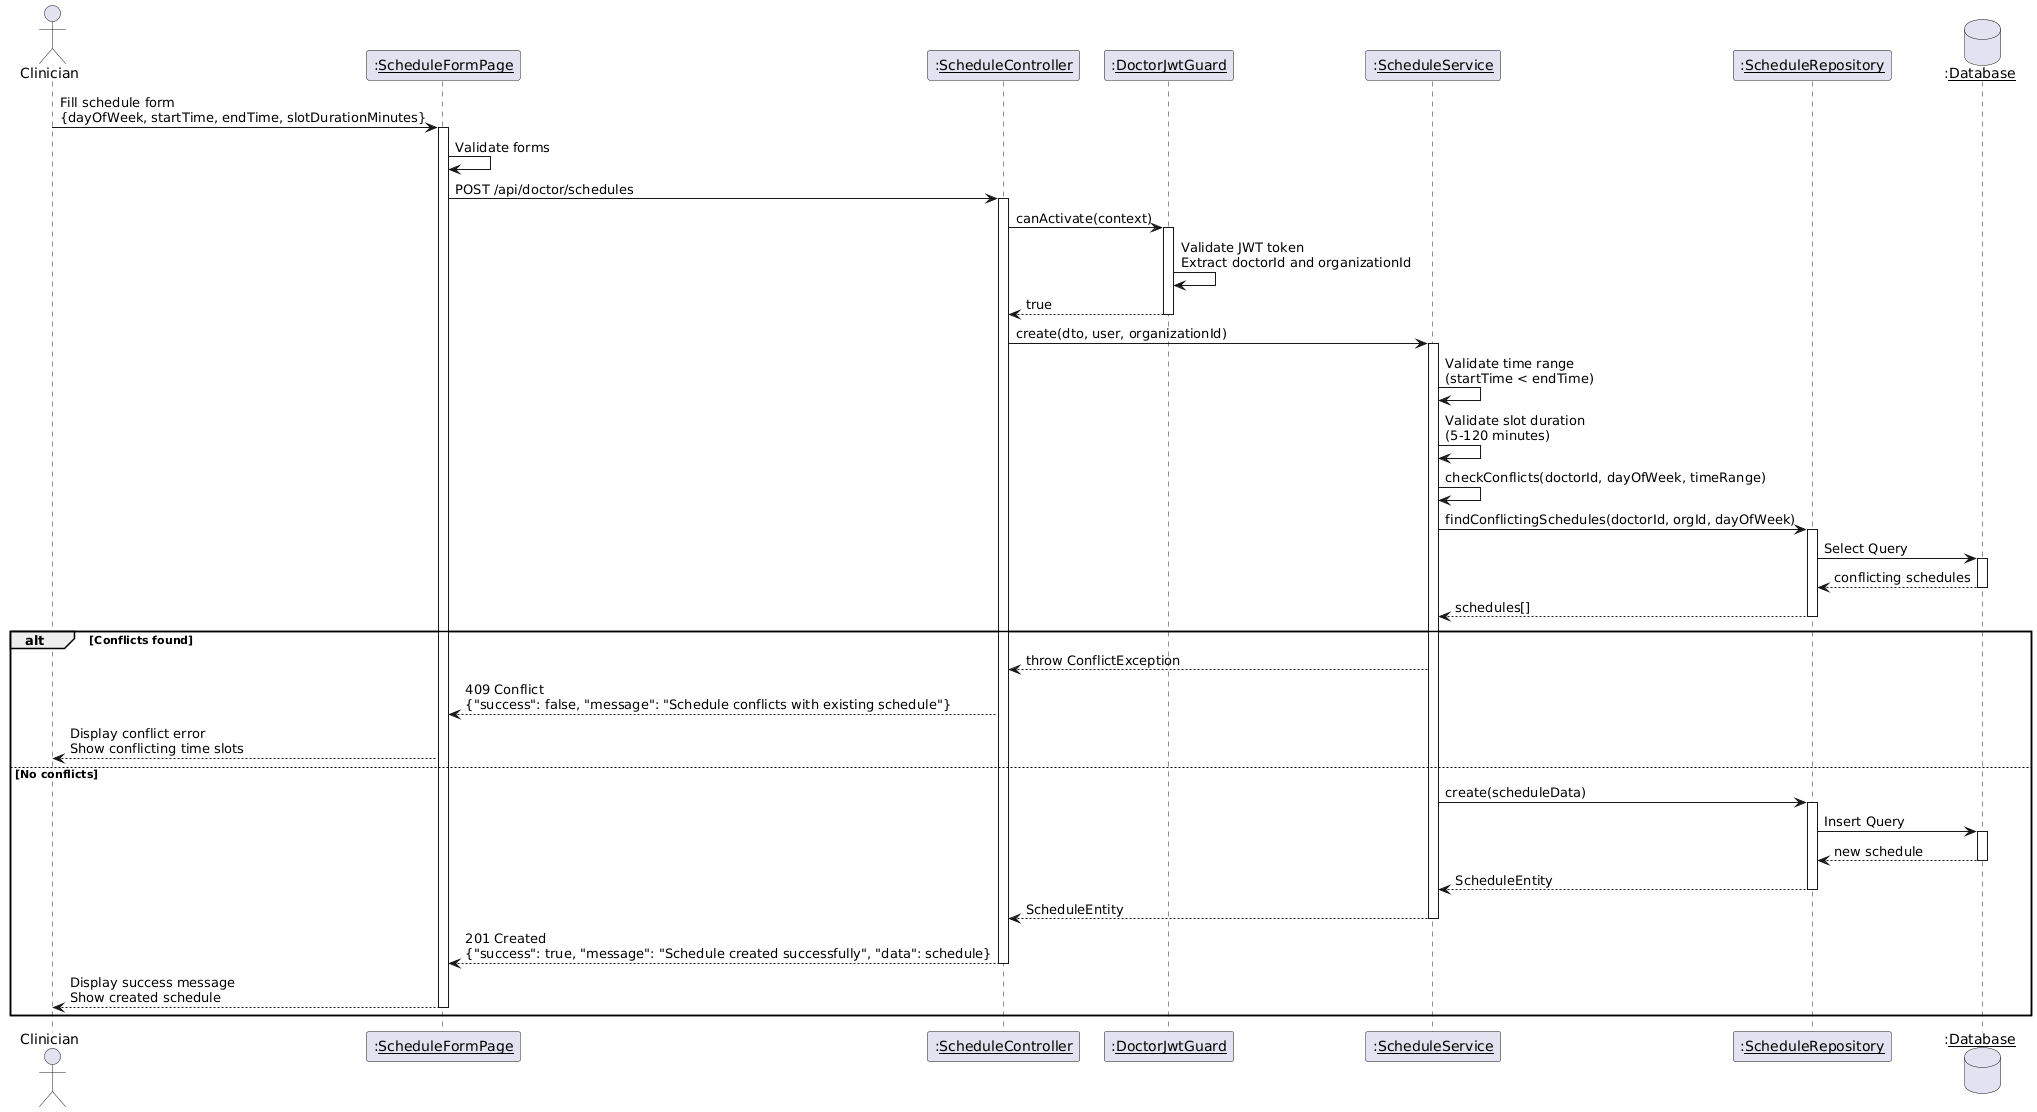 Clinician
:ScheduleFormPage
:ScheduleController
:DoctorJwtGuard
:ScheduleService
:ScheduleRepository
:Database
Fill schedule form
{dayOfWeek, startTime, endTime, slotDurationMinutes}
Validate forms
POST /api/doctor/schedules
canActivate(context)
Validate JWT token
Extract doctorId and organizationId
true
create(dto, user, organizationId)
Validate time range
(startTime < endTime)
Validate slot duration
(5-120 minutes)
checkConflicts(doctorId, dayOfWeek, timeRange)
findConflictingSchedules(doctorId, orgId, dayOfWeek)
Select Query
conflicting schedules
schedules[]
alt [Conflicts found]
throw ConflictException
409 Conflict
{"success": false, "message": "Schedule conflicts with existing schedule"}
Display conflict error
Show conflicting time slots
[No conflicts]
create(scheduleData)
Insert Query
new schedule
ScheduleEntity
ScheduleEntity
201 Created
{"success": true, "message": "Schedule created successfully", "data": schedule}
Display success message
Show created schedule
Clinician
:ScheduleFormPage
:ScheduleController
:DoctorJwtGuard
:ScheduleService
:ScheduleRepository
:Database